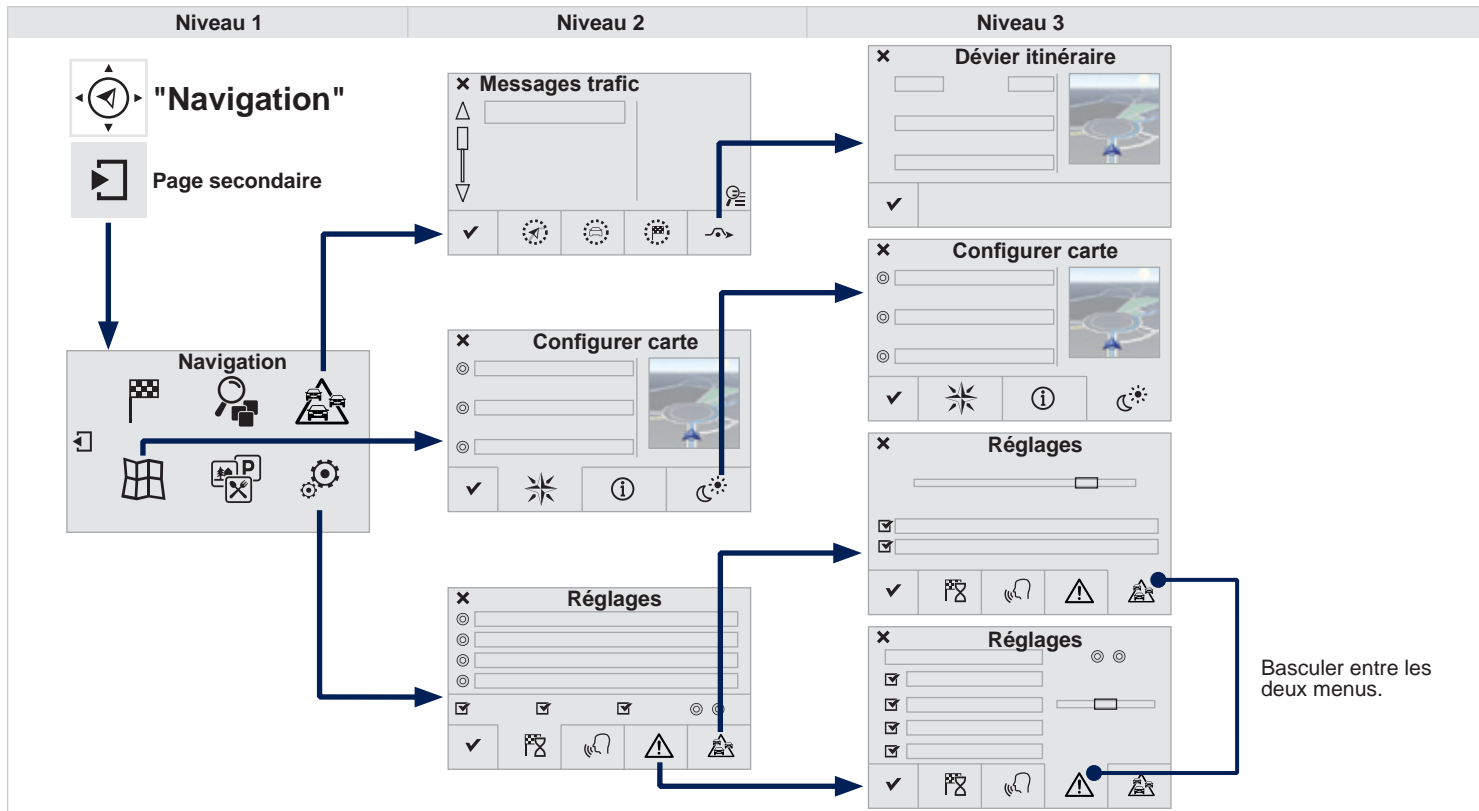 Niveau 1
Niveau 2
Niveau 3
"Navigation"
Page secondaire
Navigation
P
Messages trafic
Configurer carte
Réglages
Dévier itinéraire
Configurer carte
Réglages
Réglages
Basculer entre les
deux menus.